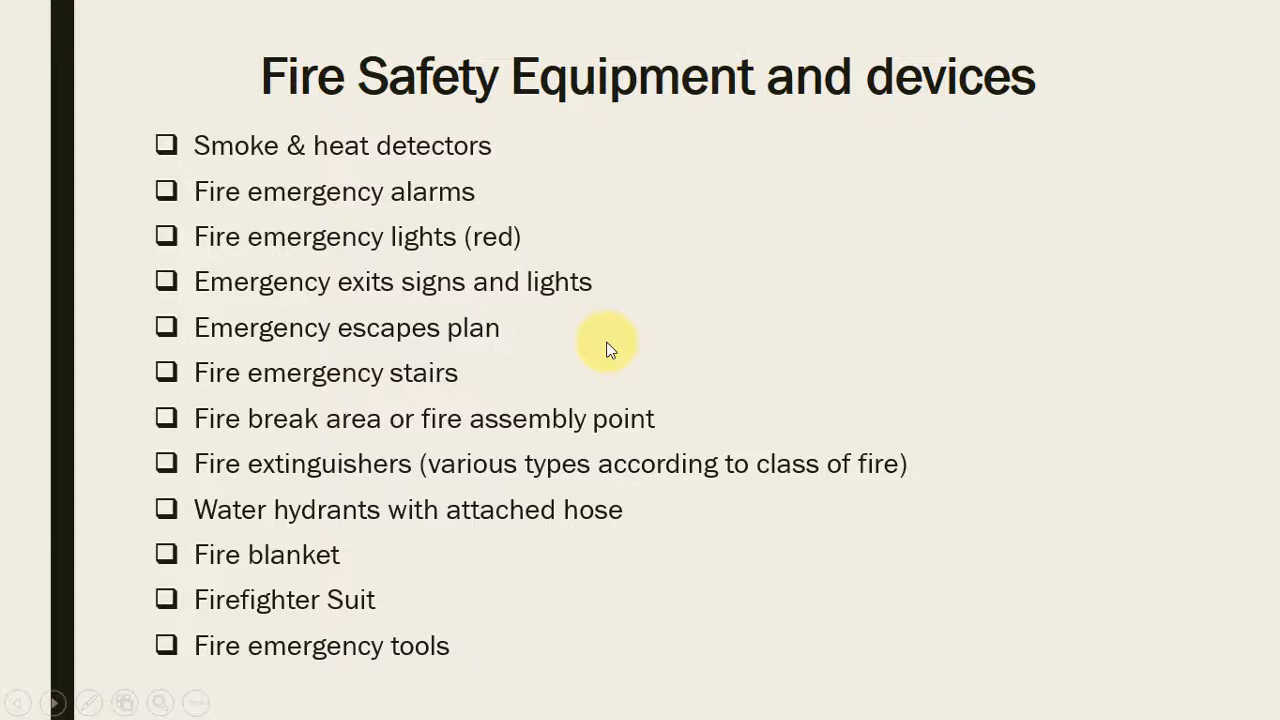 Fire Safety Equipment and devices
Smoke & heat detectors
Fire emergency alarms
Fire emergency lights (red)
Emergency exits signs and lights
Emergency escapes plan
Fire emergency stairs
Fire break area or fire assembly point
Fire extinguishers (various types according to class of fire)
Water hydrants with attached hose
Fire blanket
Firefighter Suit
Fire emergency tools